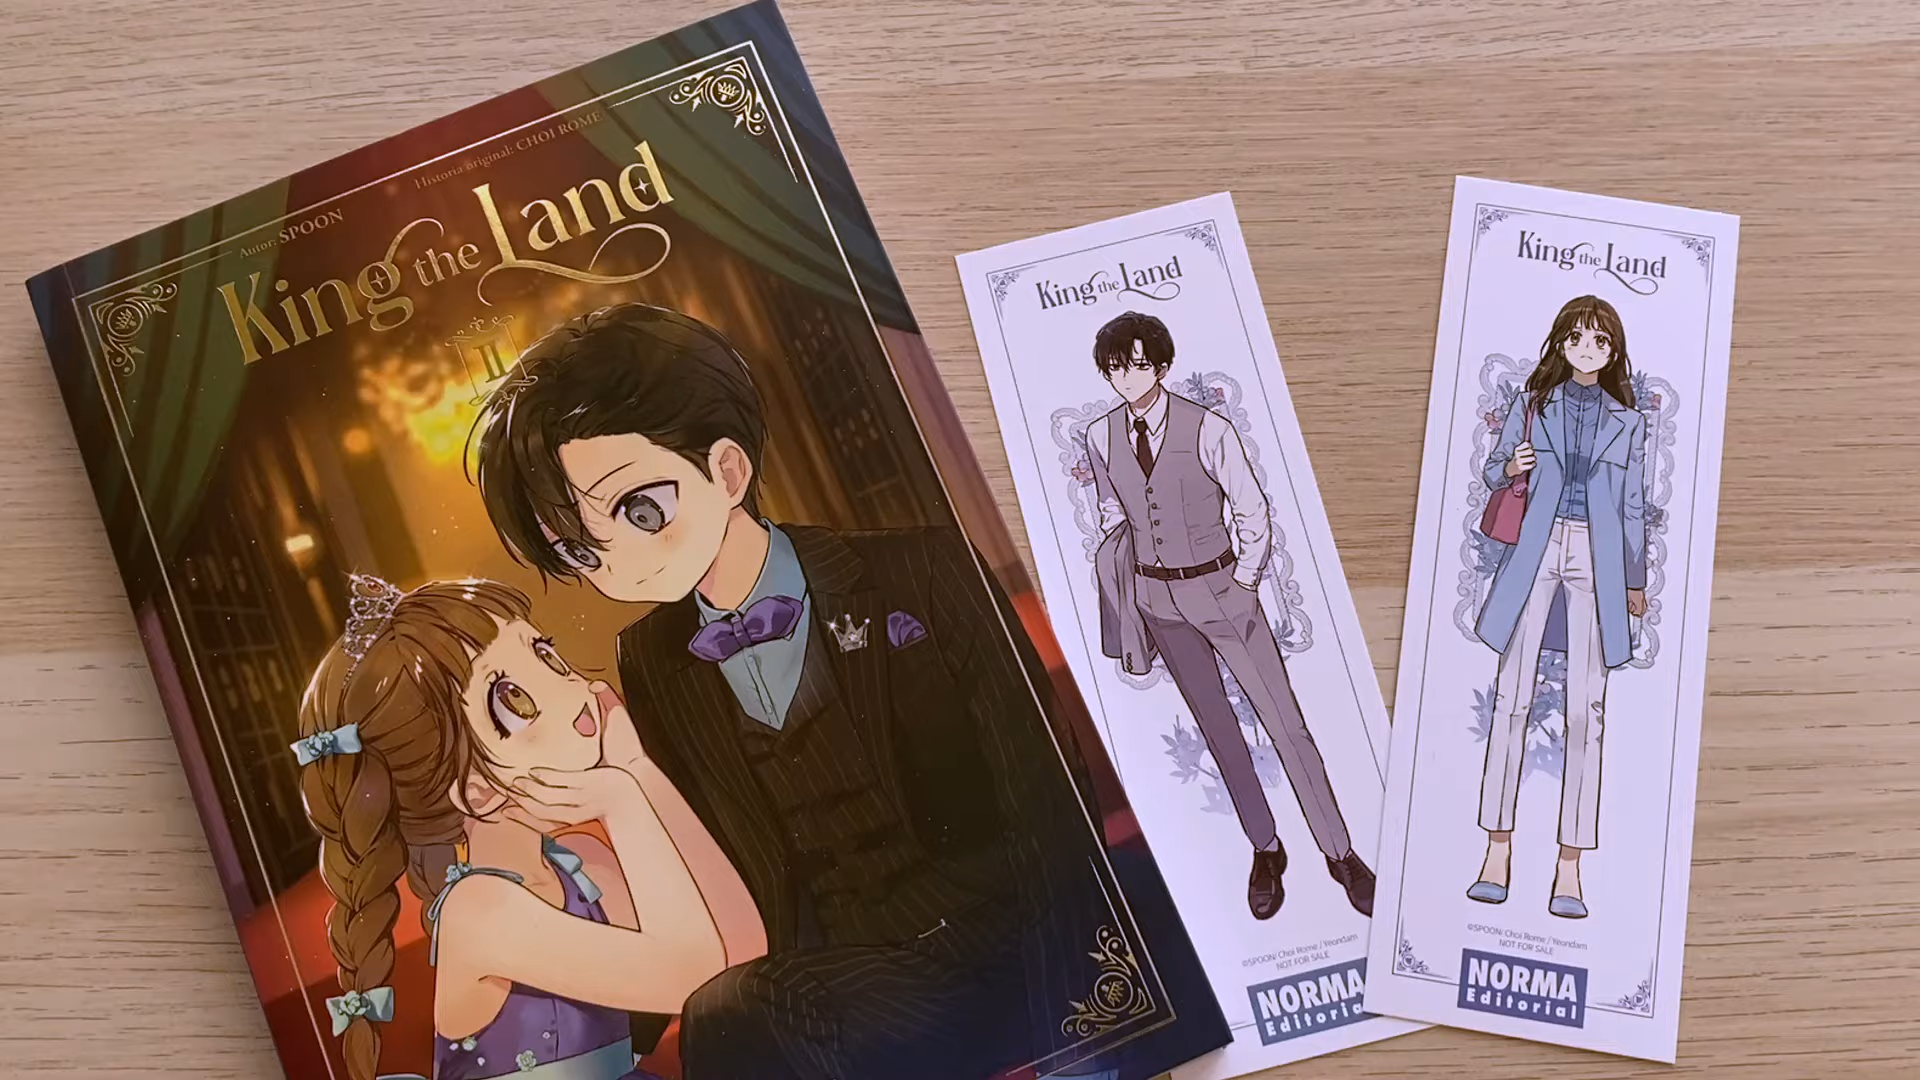 Autor: SPOON
Historia original: CHOI ROME
King the Land
II
King the Land
©SPOON/ Choi Rome / Yeondam
NOT FOR SALE
NORMA
Editorial
King the Land
©SPOON/ Choi Rome / Yeondam
NOT FOR SALE
NORMA
Editorial